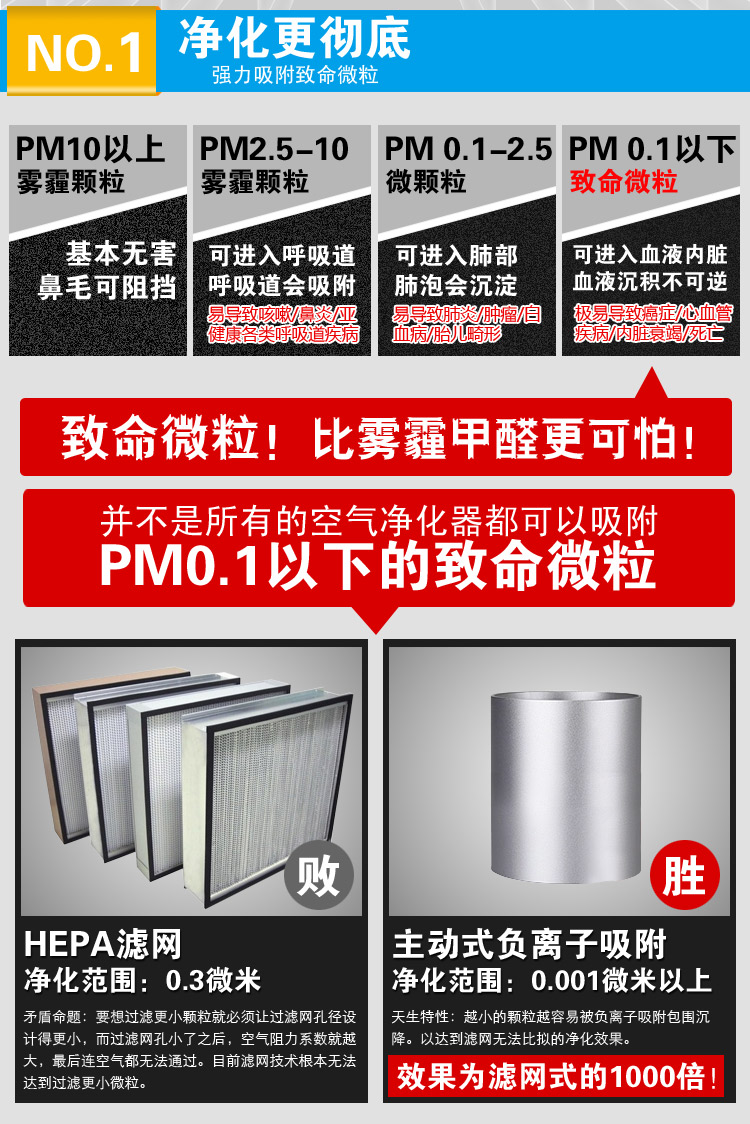 NO.1
净化更彻底
强力吸附致命微粒
PM10以上
雾霾颗粒
基本无害
鼻毛可阻挡
PM2.5-10
雾霾颗粒
可进入呼吸道
呼吸道会吸附
易导致咳嗽/鼻炎/亚
健康各类呼吸道疾病
PM 0.1-2.5
微颗粒
可进入肺部
肺泡会沉淀
易导致肺炎/肿瘤/白
血病/胎儿畸形
PM 0.1以下
致命微粒
可进入血液内脏
血液沉积不可逆
极易导致癌症/心血管
疾病/内脏衰竭/死亡
致命微粒！比雾霾甲醛更可怕！
并不是所有的空气净化器都可以吸附
PM0.1以下的致命微粒
败
HEPA滤网
净化范围：0.3微米
矛盾命题：要想过滤更小颗粒就必须让过滤网孔径设
计得更小，而过滤网孔小了之后，空气阻力系数就越
大，最后连空气都无法通过。目前滤网技术根本无法
达到过滤更小微粒。
胜
主动式负离子吸附
净化范围：0.001微米以上
天生特性：越小的颗粒越容易被负离子吸附包围沉
降。以达到滤网无法比拟的净化效果。
效果为滤网式的1000倍！